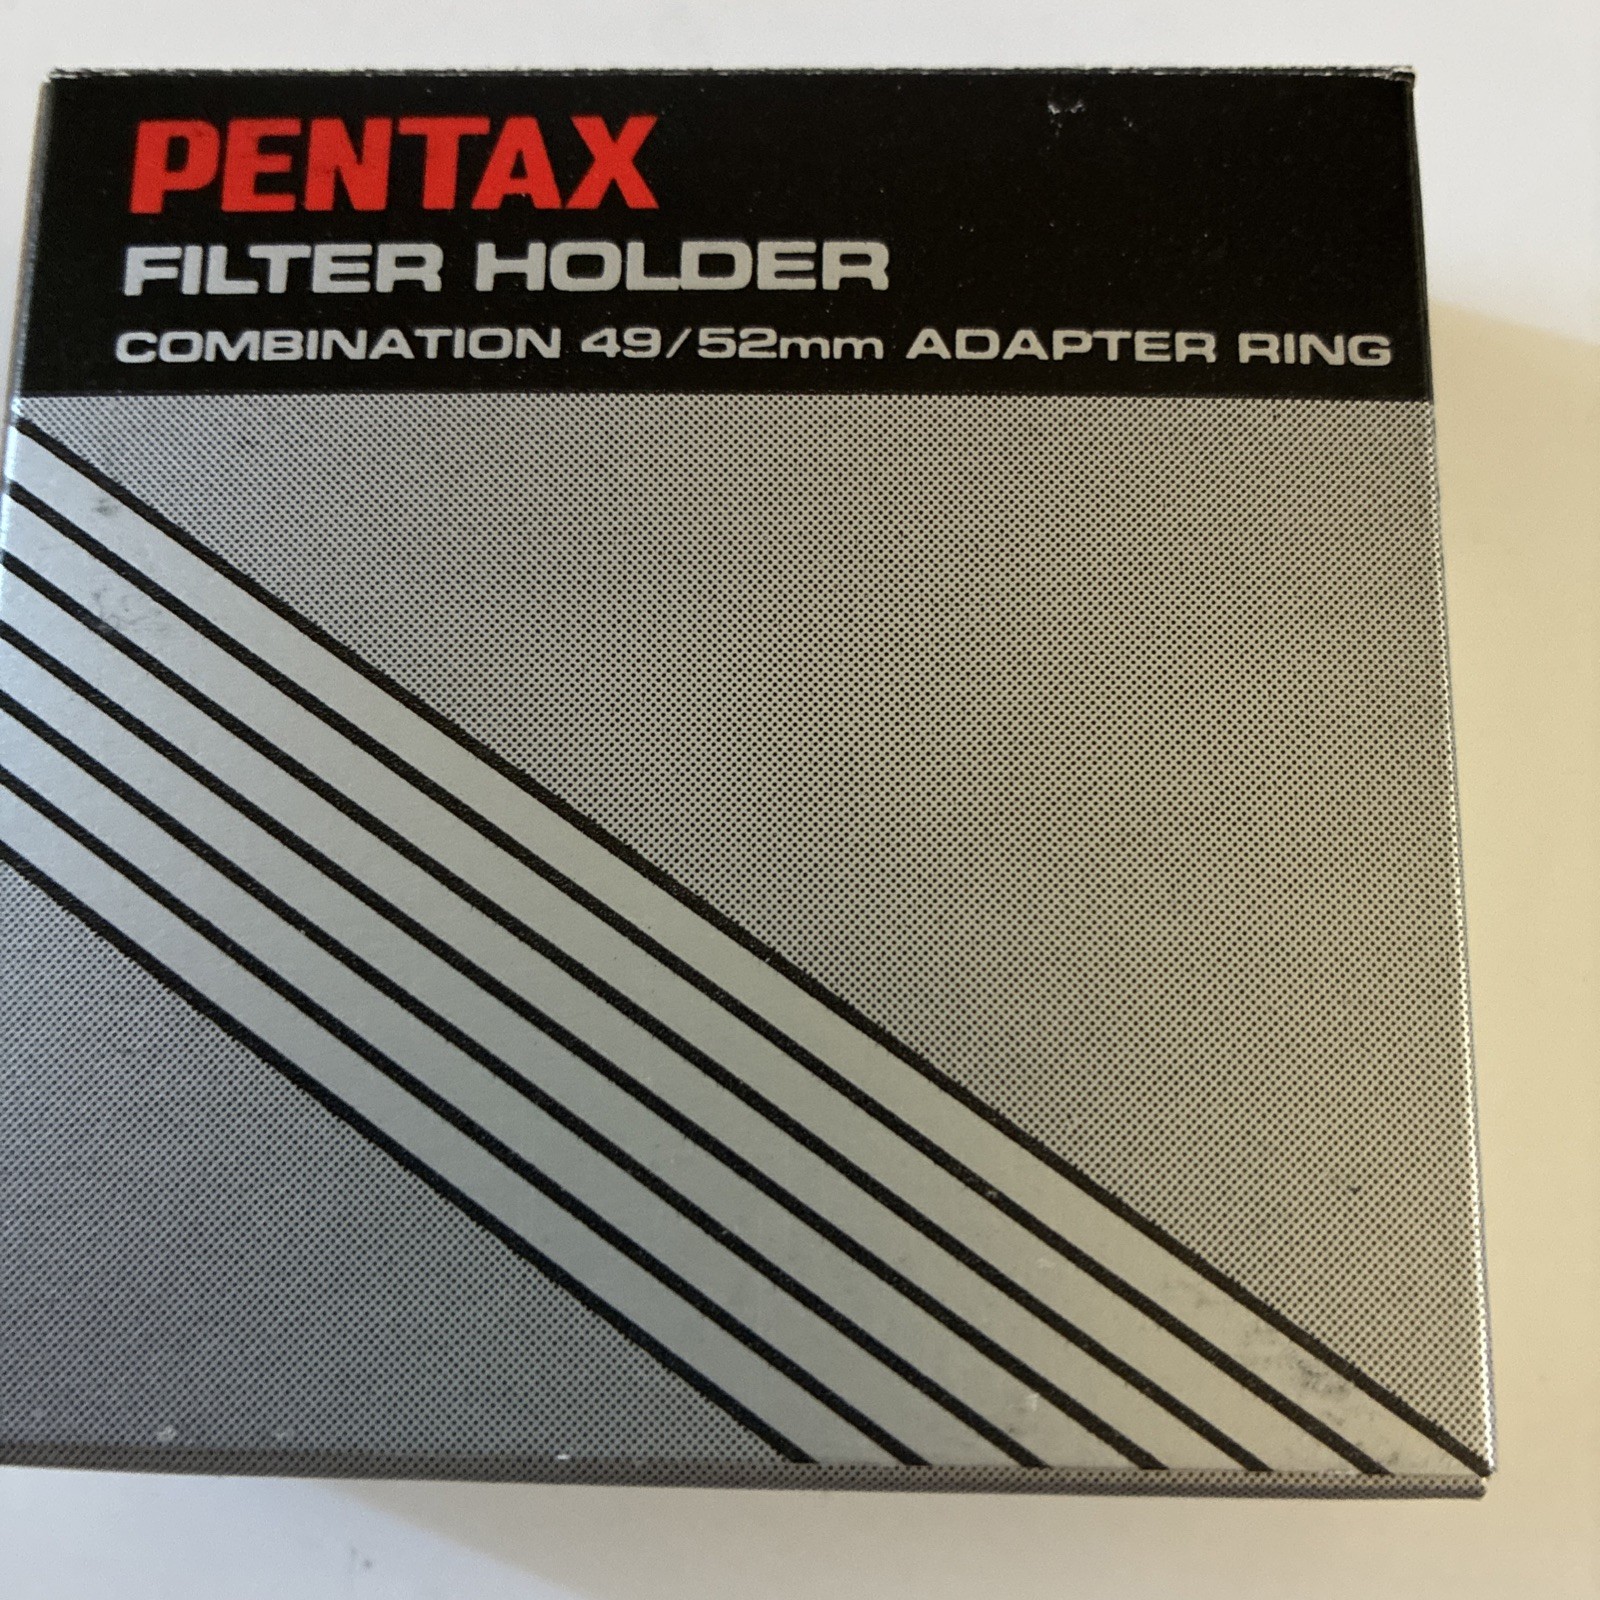 PENTAX
FILTER HOLDER
COMBINATION 49/52mm ADAPTER RING